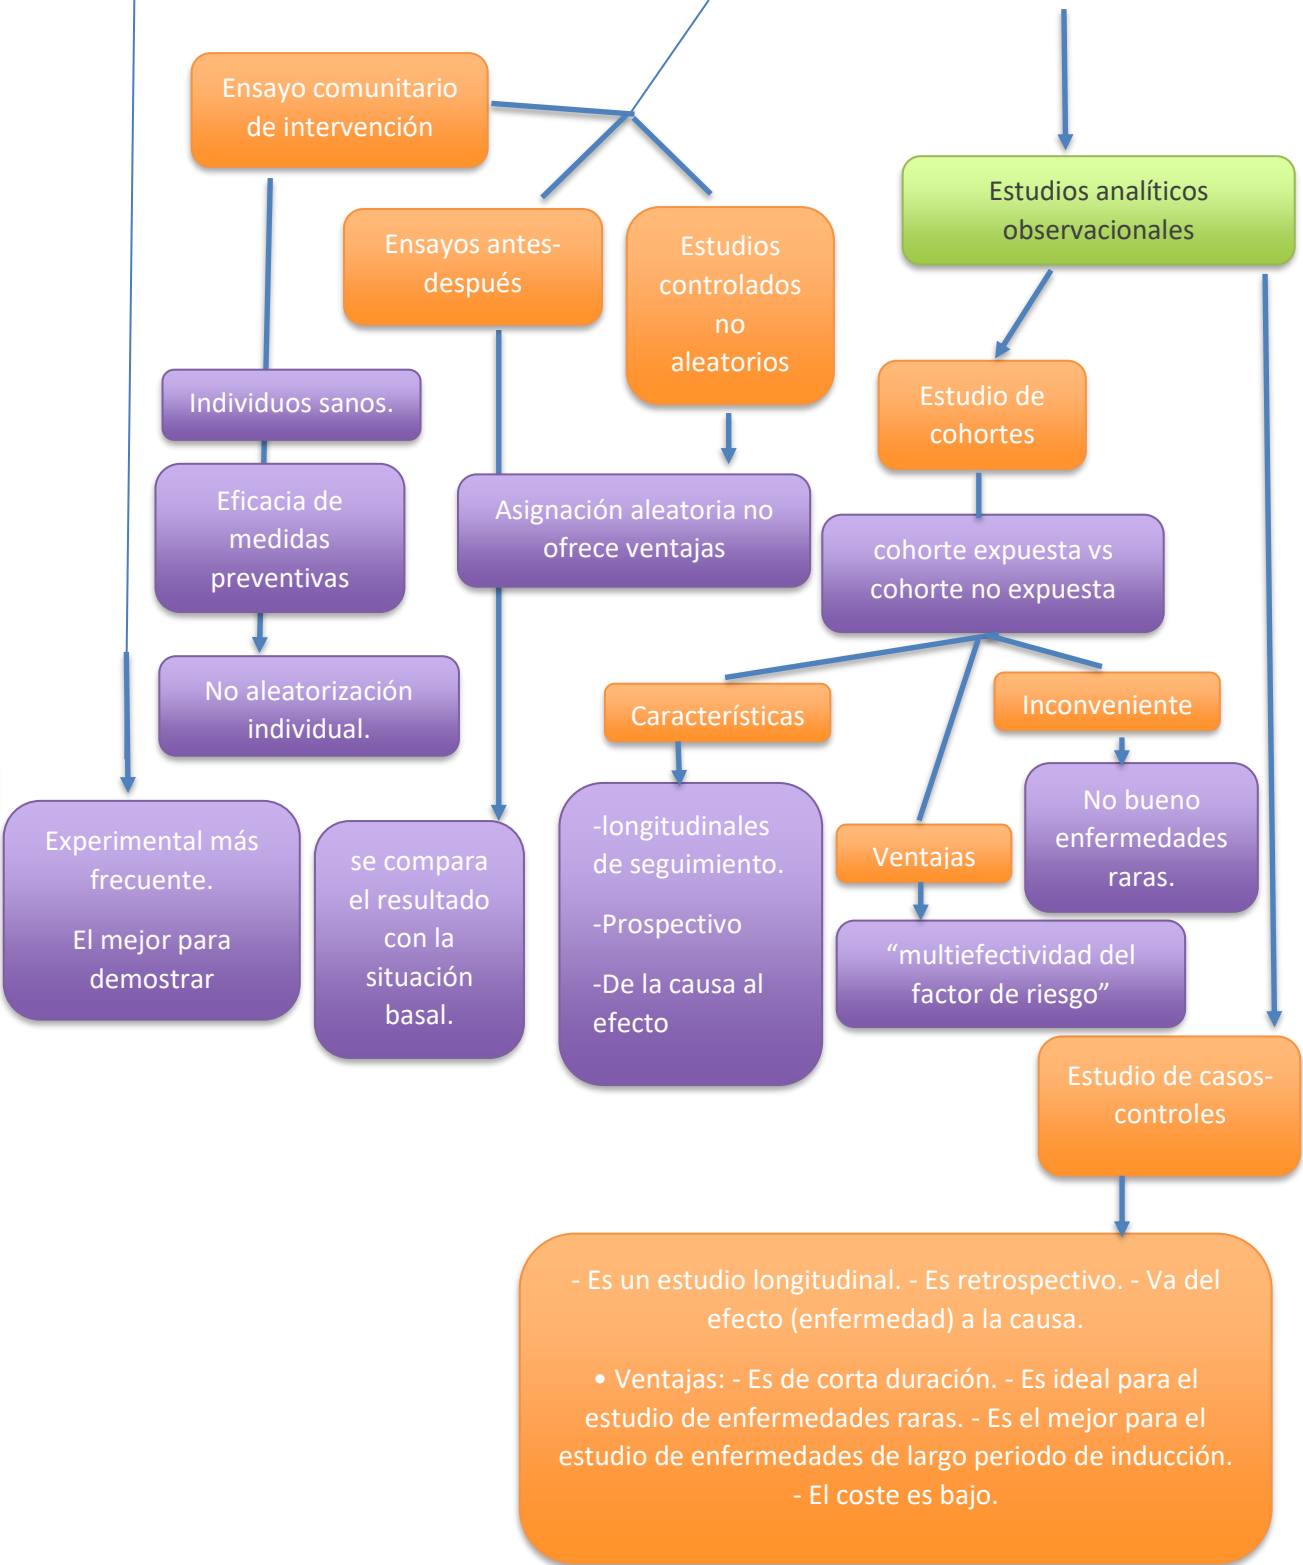 Ensayo comunitario
de intervención
Estudios analíticos
observacionales
Ensayos antes-
después
Estudios
controlados
no
aleatorios
Individuos sanos.
Estudio de
cohortes
Eficacia de
medidas
preventivas
Asignación aleatoria no
ofrece ventajas
cohorte expuesta vs
cohorte no expuesta
No aleatorización
individual.
Características
Inconveniente
Experimental más
frecuente.
El mejor para
demostrar
se compara
el resultado
con la
situación
basal.
-longitudinales
de seguimiento.
-Prospectivo
-De la causa al
efecto
Ventajas
No bueno
enfermedades
raras.
“multiefectividad del
factor de riesgo”
Estudio de casos-
controles
- Es un estudio longitudinal. - Es retrospectivo. - Va del
efecto (enfermedad) a la causa.
• Ventajas: - Es de corta duración. - Es ideal para el
estudio de enfermedades raras. - Es el mejor para el
estudio de enfermedades de largo periodo de inducción.
- El coste es bajo.